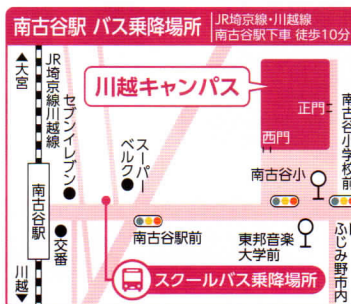 南古谷駅 バス乗降場所
JR埼京線・川越線
南古谷駅下車 徒歩10分
▲大宮
JR埼京線川越線
セブンイレブン
川越キャンパス
正門
西門
南古谷小学校前
スーパー
ベルク
南古谷小
南古谷駅
交番
南古谷駅前
東邦音楽
大学前
ふじみ野市内
川越▼
スクールバス乗降場所